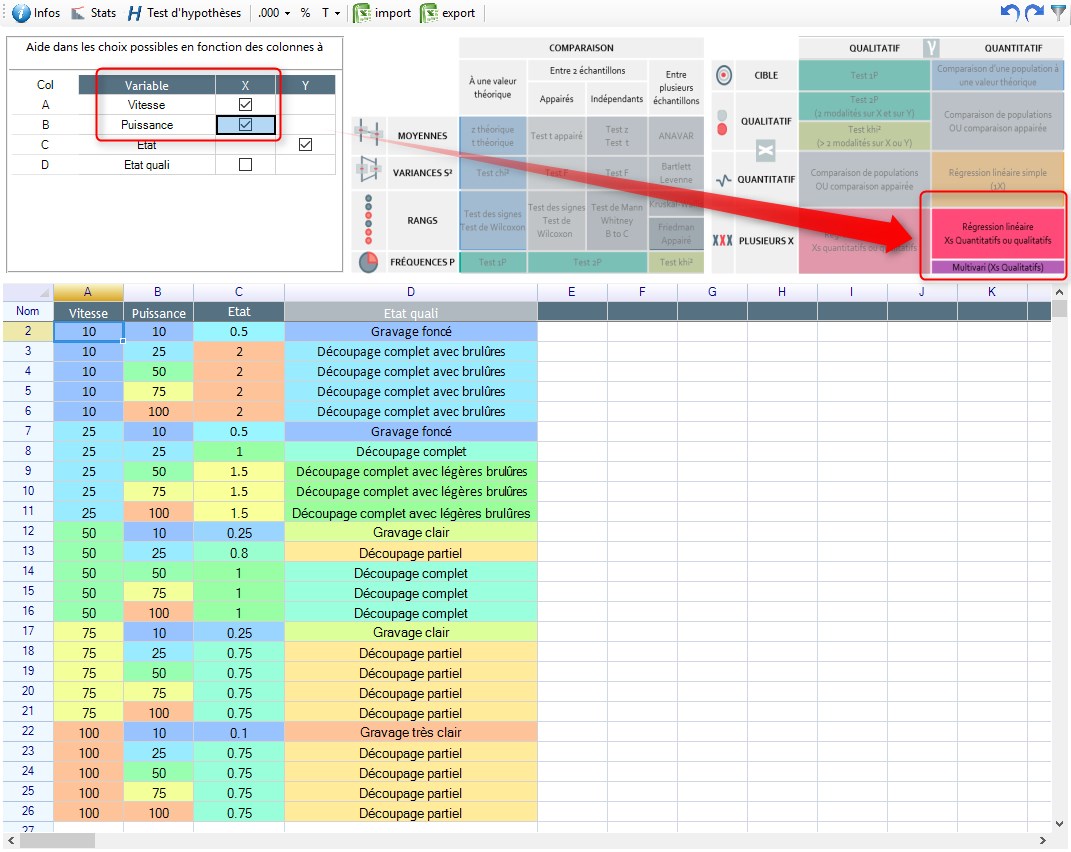 Infos Stats H Test d'hypothèses .000 % T import export
Aide dans les choix possibles en fonction des colonnes à
Col Variable X Y
A Vitesse
B Puissance
C Etat
D Etat quali
COMPARAISON
À une valeur théorique
Entre 2 échantillons
Appairés Indépendants
Entre plusieurs échantillons
MOYENNES
z théorique
t théorique
Test t appairé
Test z
Test t
ANAVAR
VARIANCES S²
Test chi²
Test F
Test F
Bartlett
Levenne
RANGS
Test des signes
Test de Wilcoxon
Test des signes
Test de
Wilcoxon
Test de Mann
Whitney
B to C
Friedman
Appairé
FRÉQUENCES P
Test 1P
Test 2P
Test khi²
QUALITATIF Y QUANTITATIF
CIBLE
Test 1P
Comparaison d'une population à
une valeur théorique
QUALITATIF
Test 2P
(2 modalités sur X et sur Y)
Test khi²
(> 2 modalités sur X ou Y)
Comparaison de populations
OU comparaison appairée
X
QUANTITATIF
Comparaison de populations
OU comparaison appairée
Régression linéaire simple
(1X)
XXX PLUSIEURS X
Xs quantitatifs ou
Régression linéaire
Xs Quantitatifs ou qualitatifs
Multivari (Xs Qualitatifs)
A B C D E F G H I J K
Nom Vitesse Puissance Etat Etat quali
2 10 10 0.5 Gravage foncé
3 10 25 2 Découpage complet avec brulûres
4 10 50 2 Découpage complet avec brulûres
5 10 75 2 Découpage complet avec brulûres
6 10 100 2 Découpage complet avec brulûres
7 25 10 0.5 Gravage foncé
8 25 25 1 Découpage complet
9 25 50 1.5 Découpage complet avec légères brulûres
10 25 75 1.5 Découpage complet avec légères brulûres
11 25 100 1.5 Découpage complet avec légères brulûres
12 50 10 0.25 Gravage clair
13 50 25 0.8 Découpage partiel
14 50 50 1 Découpage complet
15 50 75 1 Découpage complet
16 50 100 1 Découpage complet
17 75 10 0.25 Gravage clair
18 75 25 0.75 Découpage partiel
19 75 50 0.75 Découpage partiel
20 75 75 0.75 Découpage partiel
21 75 100 0.75 Découpage partiel
22 100 10 0.1 Gravage très clair
23 100 25 0.75 Découpage partiel
24 100 50 0.75 Découpage partiel
25 100 75 0.75 Découpage partiel
26 100 100 0.75 Découpage partiel
27